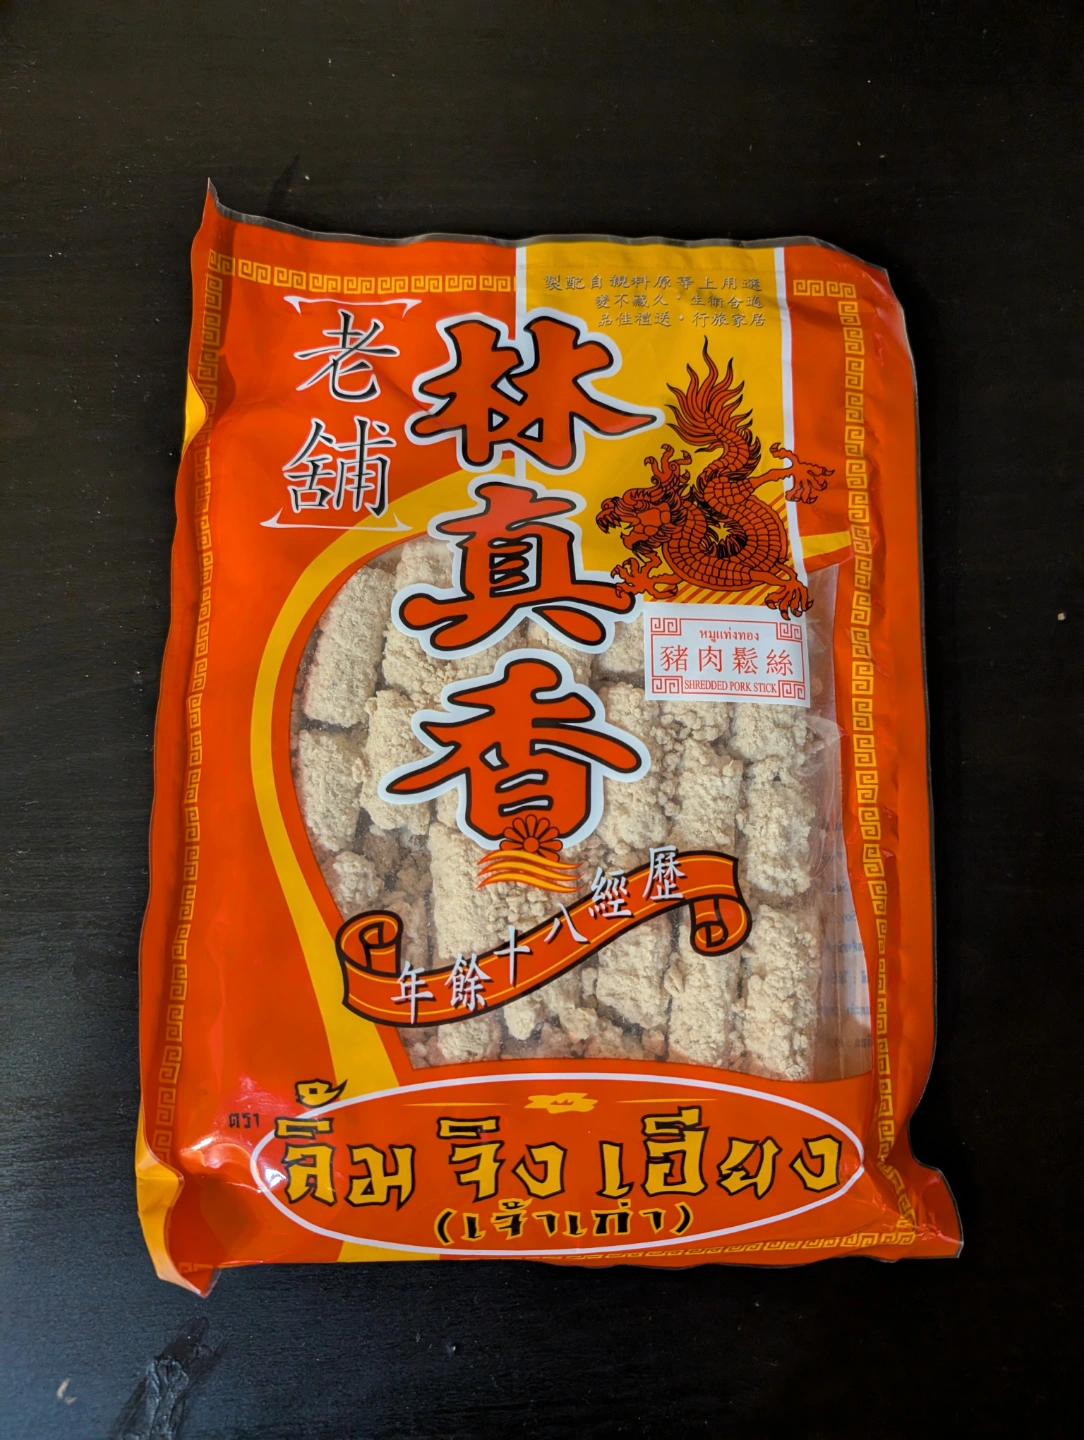 選用上等原料親自配製
適合衛生・久藏不變
居家旅行・送禮佳品
老舖
林真香
หมูแท่งทอง
豬肉鬆絲
SHREDDED PORK STICK
歷經八十餘年
ตรา
ลิ้ม จิง เฮียง
(เจ้าเก่า)